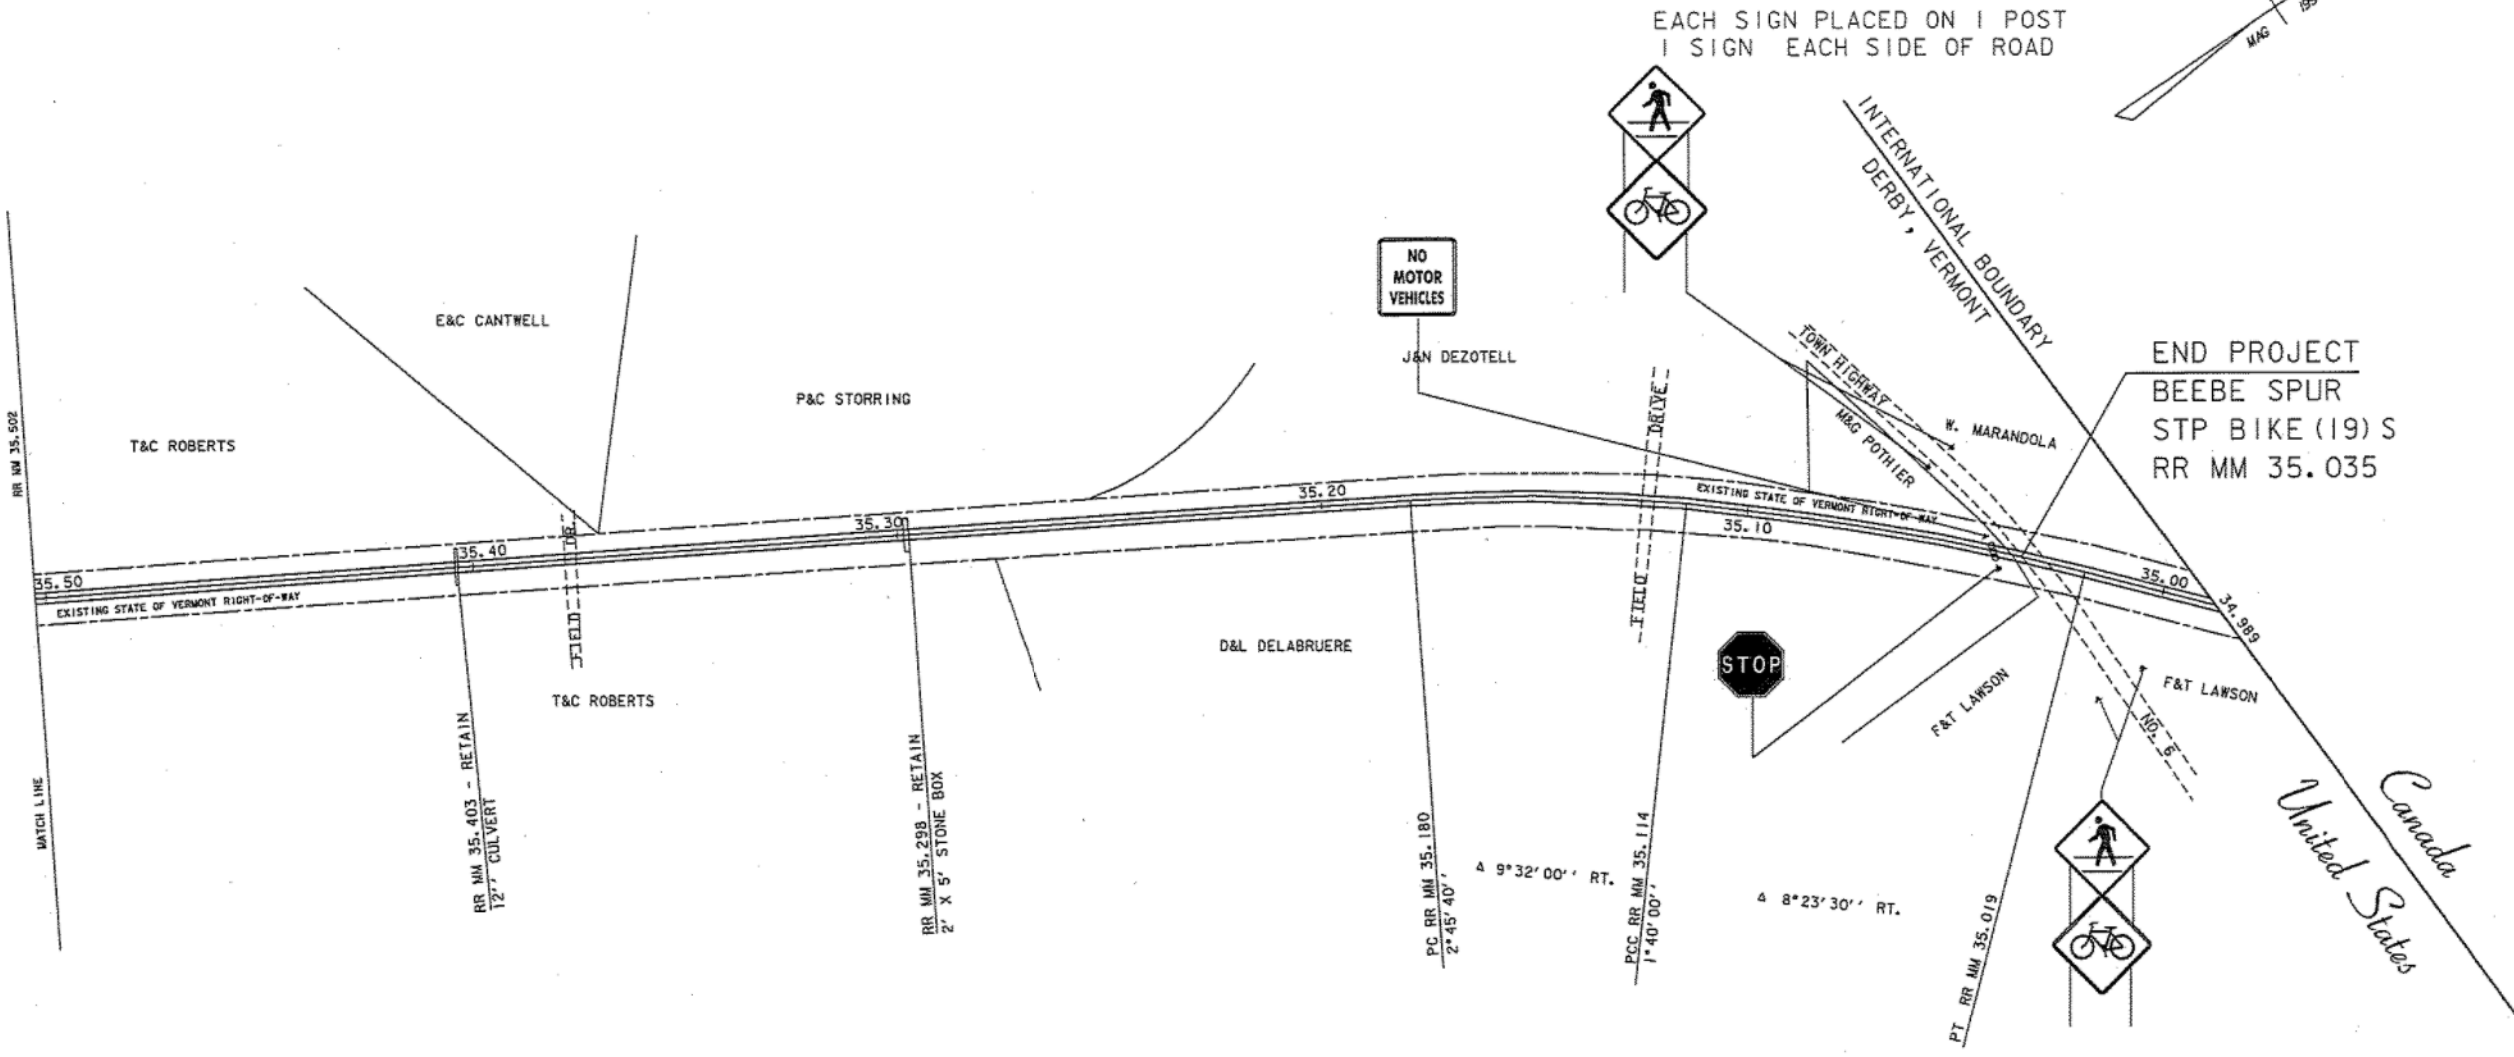 EACH SIGN PLACED ON 1 POST
1 SIGN EACH SIDE OF ROAD
MAG
INTERNATIONAL BOUNDARY
DERBY, VERMONT
NO
MOTOR
VEHICLES
E&C CANTWELL
J&N DEZOTELL
TOWN HIGHWAY
END PROJECT
BEEBE SPUR
STP BIKE(19)S
RR MM 35.035
P&C STORRING
DRIVE
W. MARANDOLA
M&G POTHIER
T&C ROBERTS
RR MM 35.502
35.20
EXISTING STATE OF VERMONT RIGHT-OF-WAY
35.30
35.10
DR.
35.40
35.50
35.00
34.989
EXISTING STATE OF VERMONT RIGHT-OF-WAY
FIELD
FIELD
D&L DELABRUERE
STOP
T&C ROBERTS
F&T LAWSON
F&T LAWSON
NO. 6
MATCH LINE
RR MM 35.403 - RETAIN
12'' CULVERT
RR MM 35.298 - RETAIN
2' X 5' STONE BOX
PC RR MM 35.180
2°45'40''
Δ 9°32'00'' RT.
PCC RR MM 35.114
1°40'00''
Δ 8°23'30'' RT.
PT RR MM 35.019
Canada
United States